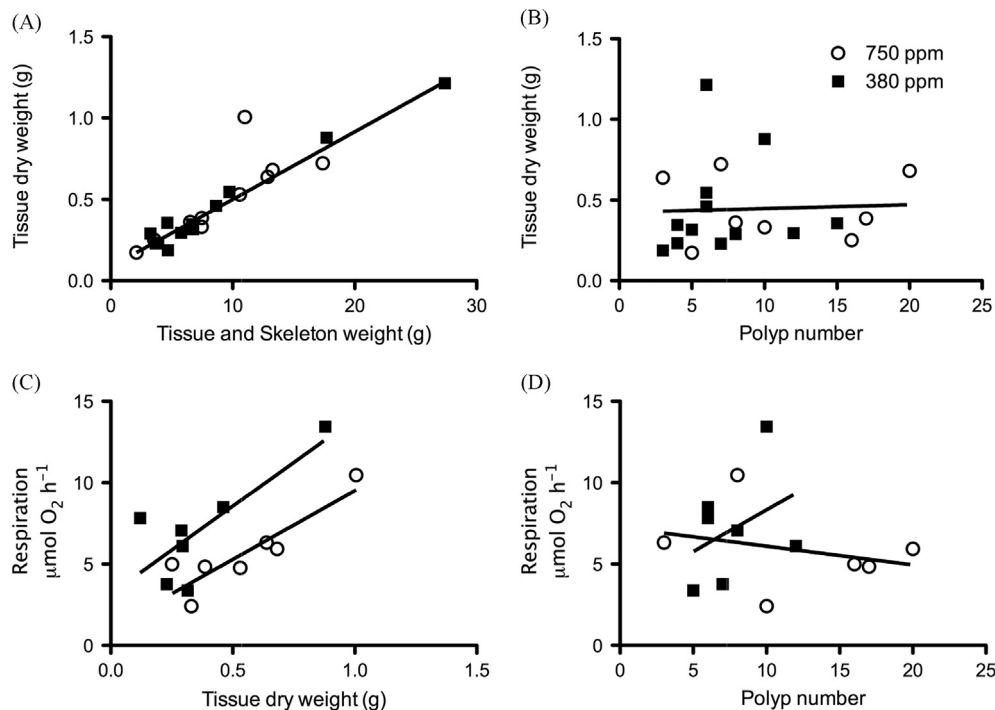 (A)
Tissue dry weight (g)
1.5
1.0
0.5
0.0
0
10
20
30
Tissue and Skeleton weight (g)
(B)
Tissue dry weight (g)
1.5
1.0
0.5
0.0
0
5
10
15
20
25
Polyp number
750 ppm
380 ppm
(C)
Respiration
μmol O₂ h⁻¹
15
10
5
0
0.0
0.5
1.0
1.5
Tissue dry weight (g)
(D)
Respiration
μmol O₂ h⁻¹
15
10
5
0
0
5
10
15
20
25
Polyp number